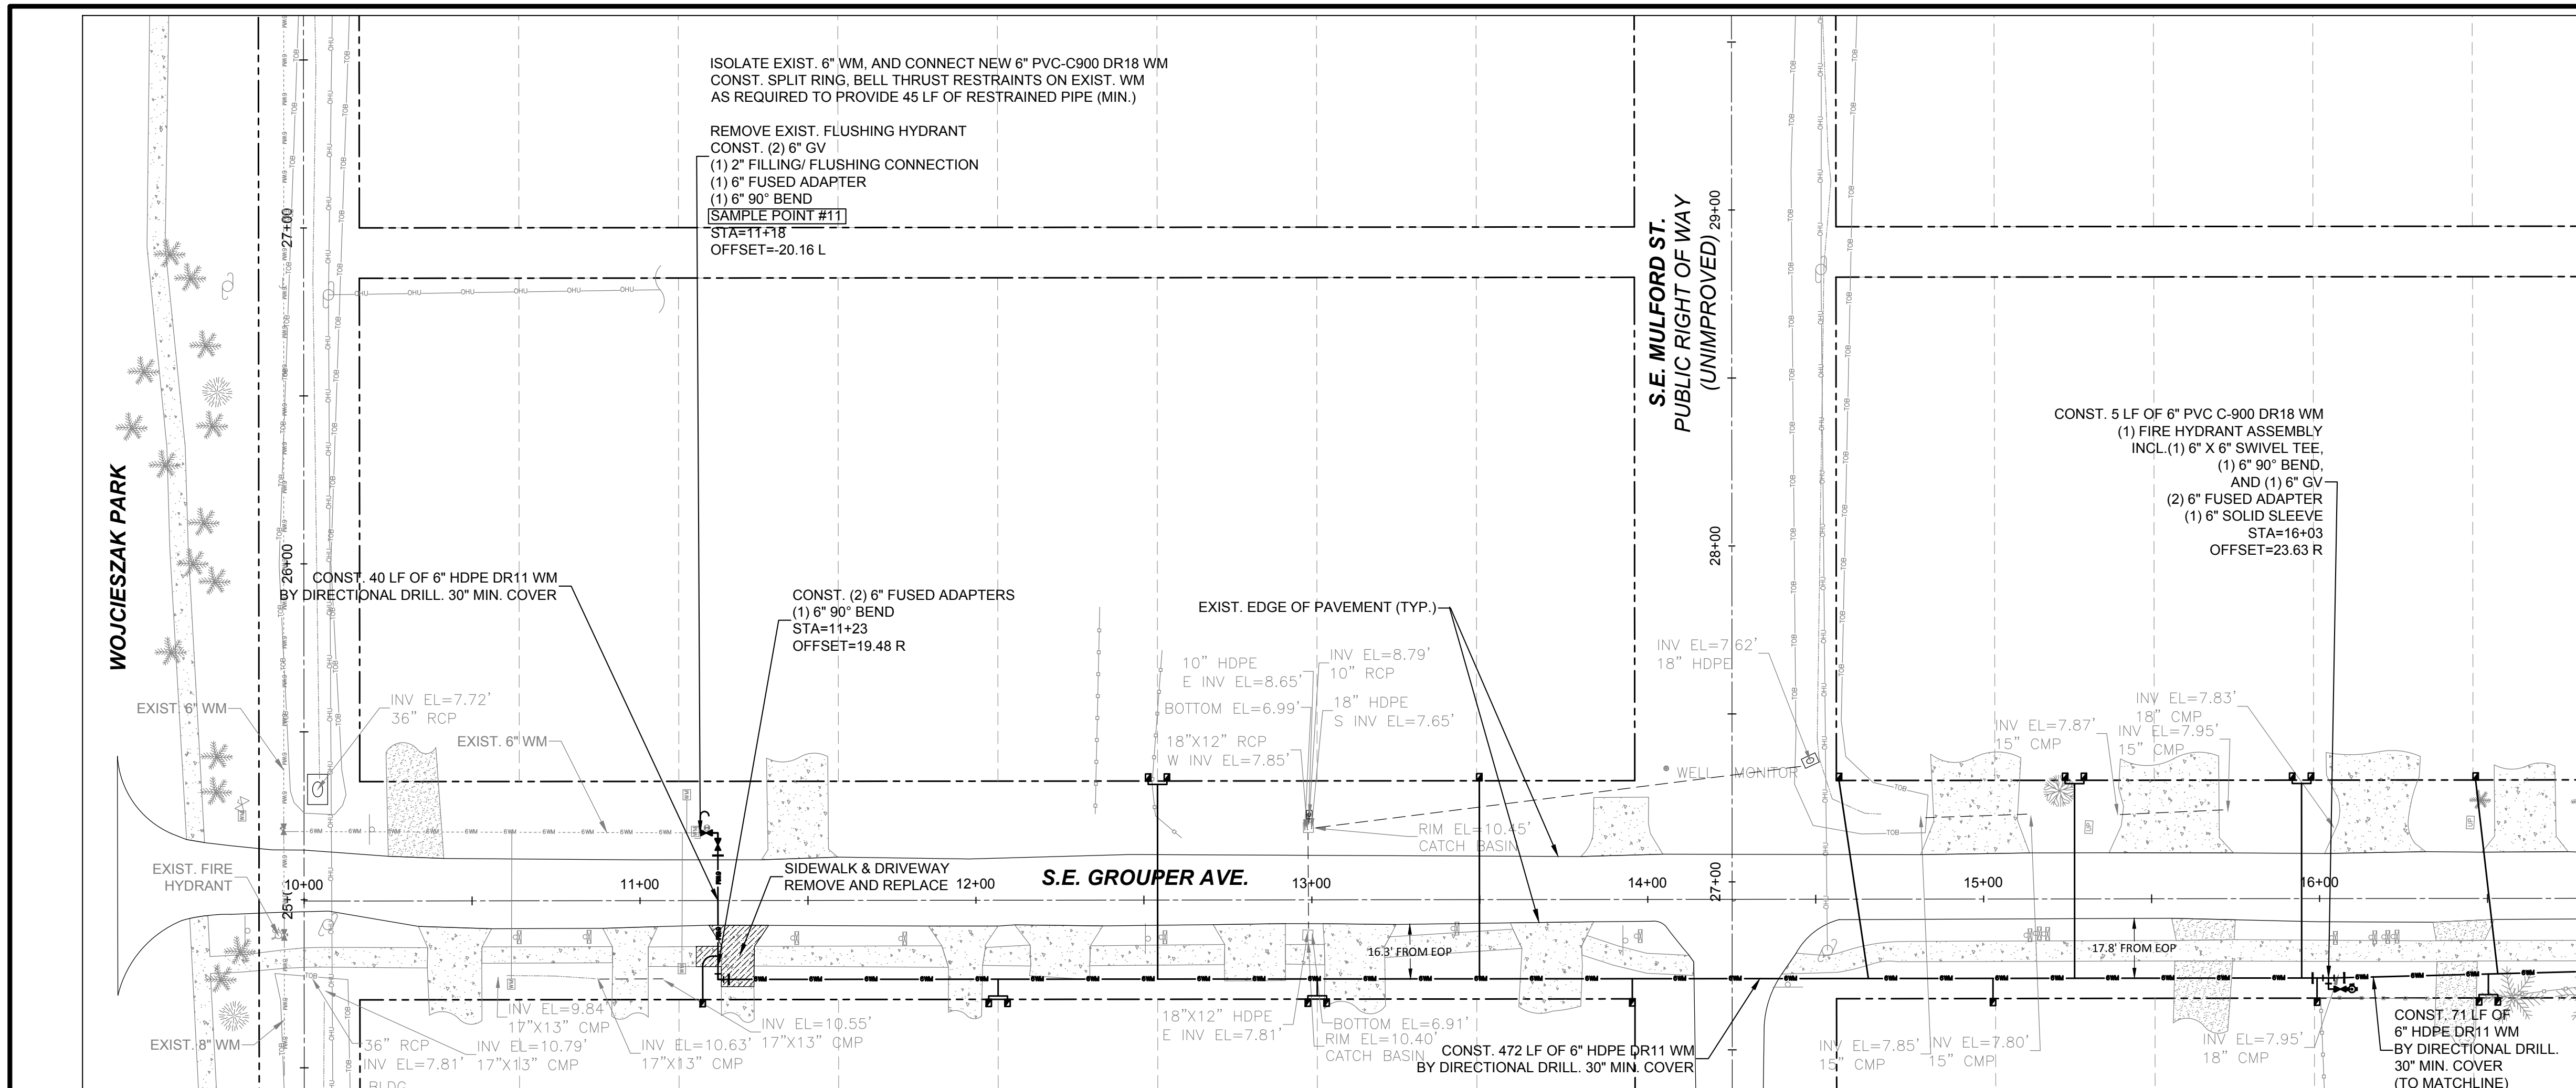 ISOLATE EXIST. 6" WM, AND CONNECT NEW 6" PVC-C900 DR18 WM
CONST. SPLIT RING, BELL THRUST RESTRAINTS ON EXIST. WM
AS REQUIRED TO PROVIDE 45 LF OF RESTRAINED PIPE (MIN.)
REMOVE EXIST. FLUSHING HYDRANT
CONST. (2) 6" GV
(1) 2" FILLING/ FLUSHING CONNECTION
(1) 6" FUSED ADAPTER
(1) 6" 90° BEND
SAMPLE POINT #11
STA=11+18
OFFSET=-20.16 L
WOJCIESZAK PARK
27+00
26+00
25+
S.E. MULFORD ST.
PUBLIC RIGHT OF WAY
(UNIMPROVED)
29+00
28+00
27+00
CONST. 5 LF OF 6" PVC C-900 DR18 WM
(1) FIRE HYDRANT ASSEMBLY
INCL.(1) 6" X 6" SWIVEL TEE,
(1) 6" 90° BEND,
AND (1) 6" GV
(2) 6" FUSED ADAPTER
(1) 6" SOLID SLEEVE
STA=16+03
OFFSET=23.63 R
CONST. 40 LF OF 6" HDPE DR11 WM
BY DIRECTIONAL DRILL. 30" MIN. COVER
CONST. (2) 6" FUSED ADAPTERS
(1) 6" 90° BEND
STA=11+23
OFFSET=19.48 R
EXIST. EDGE OF PAVEMENT (TYP.)
10" HDPE
E INV EL=8.65'
BOTTOM EL=6.99'
18"X12" RCP
W INV EL=7.85'
INV EL=8.79'
10" RCP
18" HDPE
S INV EL=7.65'
INV EL=7.62'
18" HDPE
WELL MONITOR
RIM EL=10.45'
CATCH BASIN
INV EL=7.87'
15" CMP
INV EL=7.95'
15" CMP
INV EL=7.83'
18" CMP
EXIST. 6" WM
INV EL=7.72'
36" RCP
EXIST. 6" WM
EXIST. FIRE
HYDRANT
SIDEWALK & DRIVEWAY
REMOVE AND REPLACE
S.E. GROUPER AVE.
10+00
11+00
12+00
13+00
14+00
15+00
16+00
16.3' FROM EOP
17.8' FROM EOP
EXIST. 8" WM
36" RCP
INV EL=7.81'
BLDG
INV EL=9.84'
17"X13" CMP
INV EL=10.79'
17"X13" CMP
INV EL=10.63'
17"X13" CMP
INV EL=10.55'
17"X13" CMP
18"X12" HDPE
E INV EL=7.81'
BOTTOM EL=6.91'
RIM EL=10.40'
CATCH BASIN
CONST. 472 LF OF 6" HDPE DR11 WM
BY DIRECTIONAL DRILL. 30" MIN. COVER
INV EL=7.85'
15" CMP
INV EL=7.80'
15" CMP
INV EL=7.95'
18" CMP
CONST. 71 LF OF
6" HDPE DR11 WM
BY DIRECTIONAL DRILL.
30" MIN. COVER
(TO MATCHLINE)